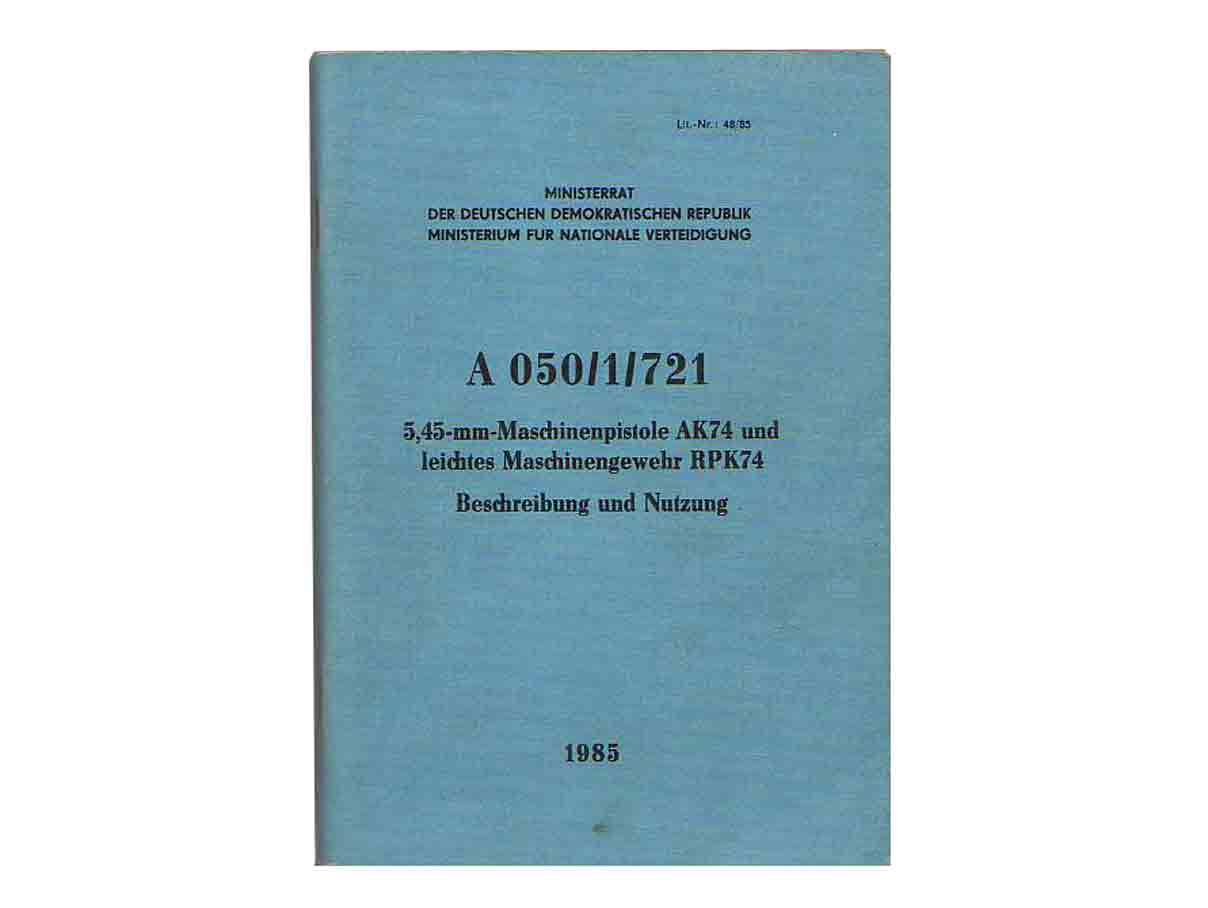 Lit.-Nr.: 48/85
MINISTERRAT
DER DEUTSCHEN DEMOKRATISCHEN REPUBLIK
MINISTERIUM FUR NATIONALE VERTEIDIGUNG
A 050/1/721
5,45-mm-Maschinenpistole AK74 und
leichtes Maschinengewehr RPK74
Beschreibung und Nutzung
1985